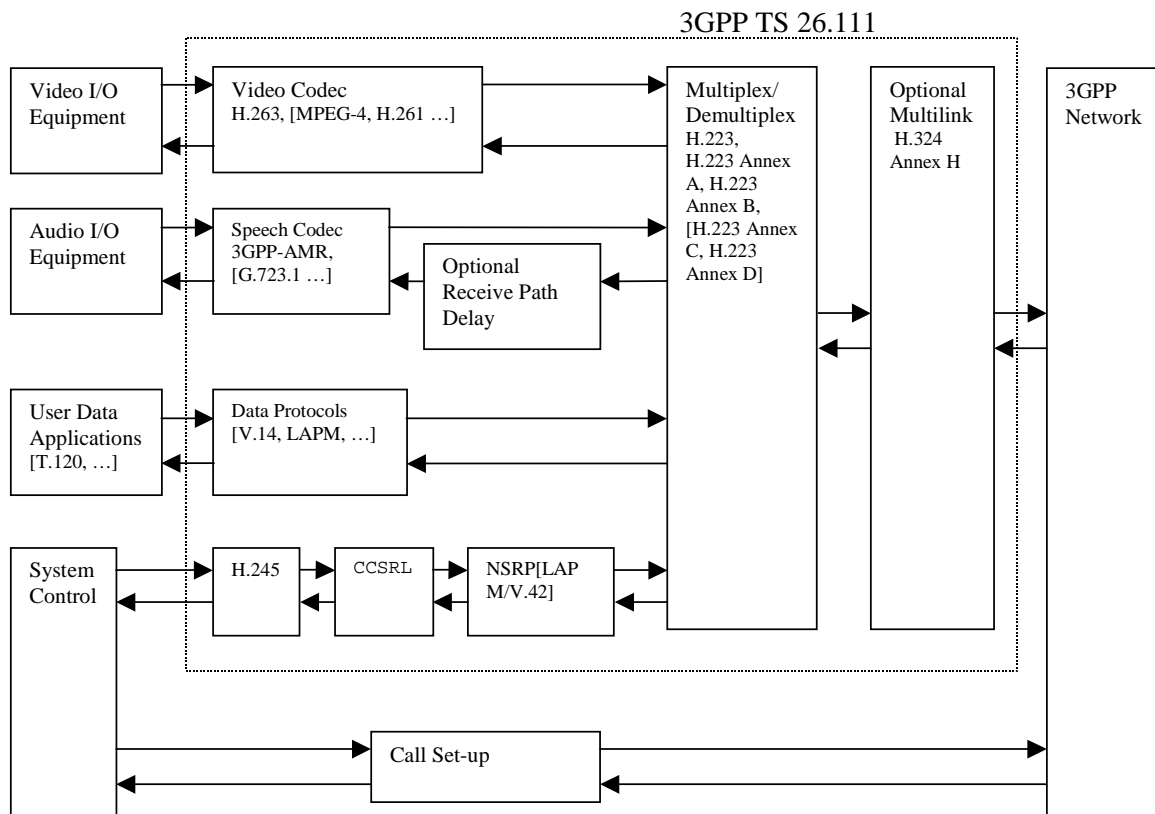 3GPP TS 26.111
Video I/O
Equipment
Video Codec
H.263, [MPEG-4, H.261 …]
Multiplex/
Demultiplex
H.223,
H.223 Annex
A, H.223
Annex B,
[H.223 Annex
C, H.223
Annex D]
Optional
Multilink
H.324
Annex H
3GPP
Network
Audio I/O
Equipment
Speech Codec
3GPP-AMR,
[G.723.1 …]
Optional
Receive Path
Delay
User Data
Applications
[T.120, …]
Data Protocols
[V.14, LAPM, …]
System
Control
H.245
CCSRL
NSRP[LAP
M/V.42]
Call Set-up